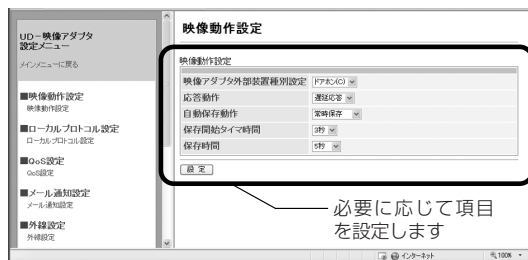 UD－映像アダプタ
設定メニュー
メインメニューに戻る
■映像動作設定
映像動作設定
■ローカルプロトコル設定
ローカルプロトコル設定
■QoS設定
QoS設定
■メール通知設定
メール通知設定
■外線設定
外線設定
映像動作設定
映像動作設定
映像アダプタ外部装置種別設定 ドアホン(C)
応答動作 遅延応答
自動保存動作 常時保存
保存開始タイマ時間 3秒
保存時間 5秒
設 定
必要に応じて項目
を設定します
インターネット 100%